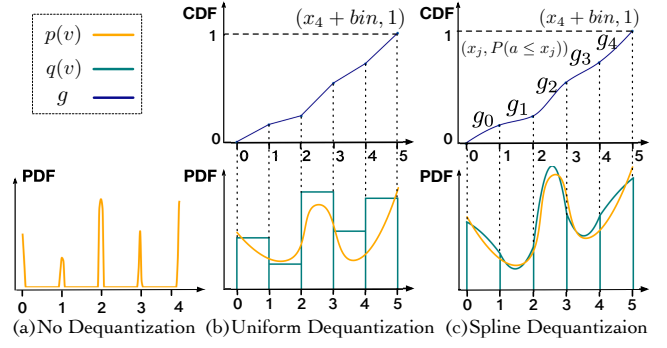 p(v)
q(v)
g
CDF
(x₄ + bin, 1)
1
0
0 1 2 3 4 5
CDF
(x₄ + bin, 1)
1
(xⱼ, P(a ≤ xⱼ))
g₀ g₁ g₂ g₃ g₄
0
0 1 2 3 4 5
PDF
0 1 2 3 4
(a)No Dequantization
PDF
0 1 2 3 4 5
(b)Uniform Dequantization
PDF
0 1 2 3 4 5
(c)Spline Dequantizaion